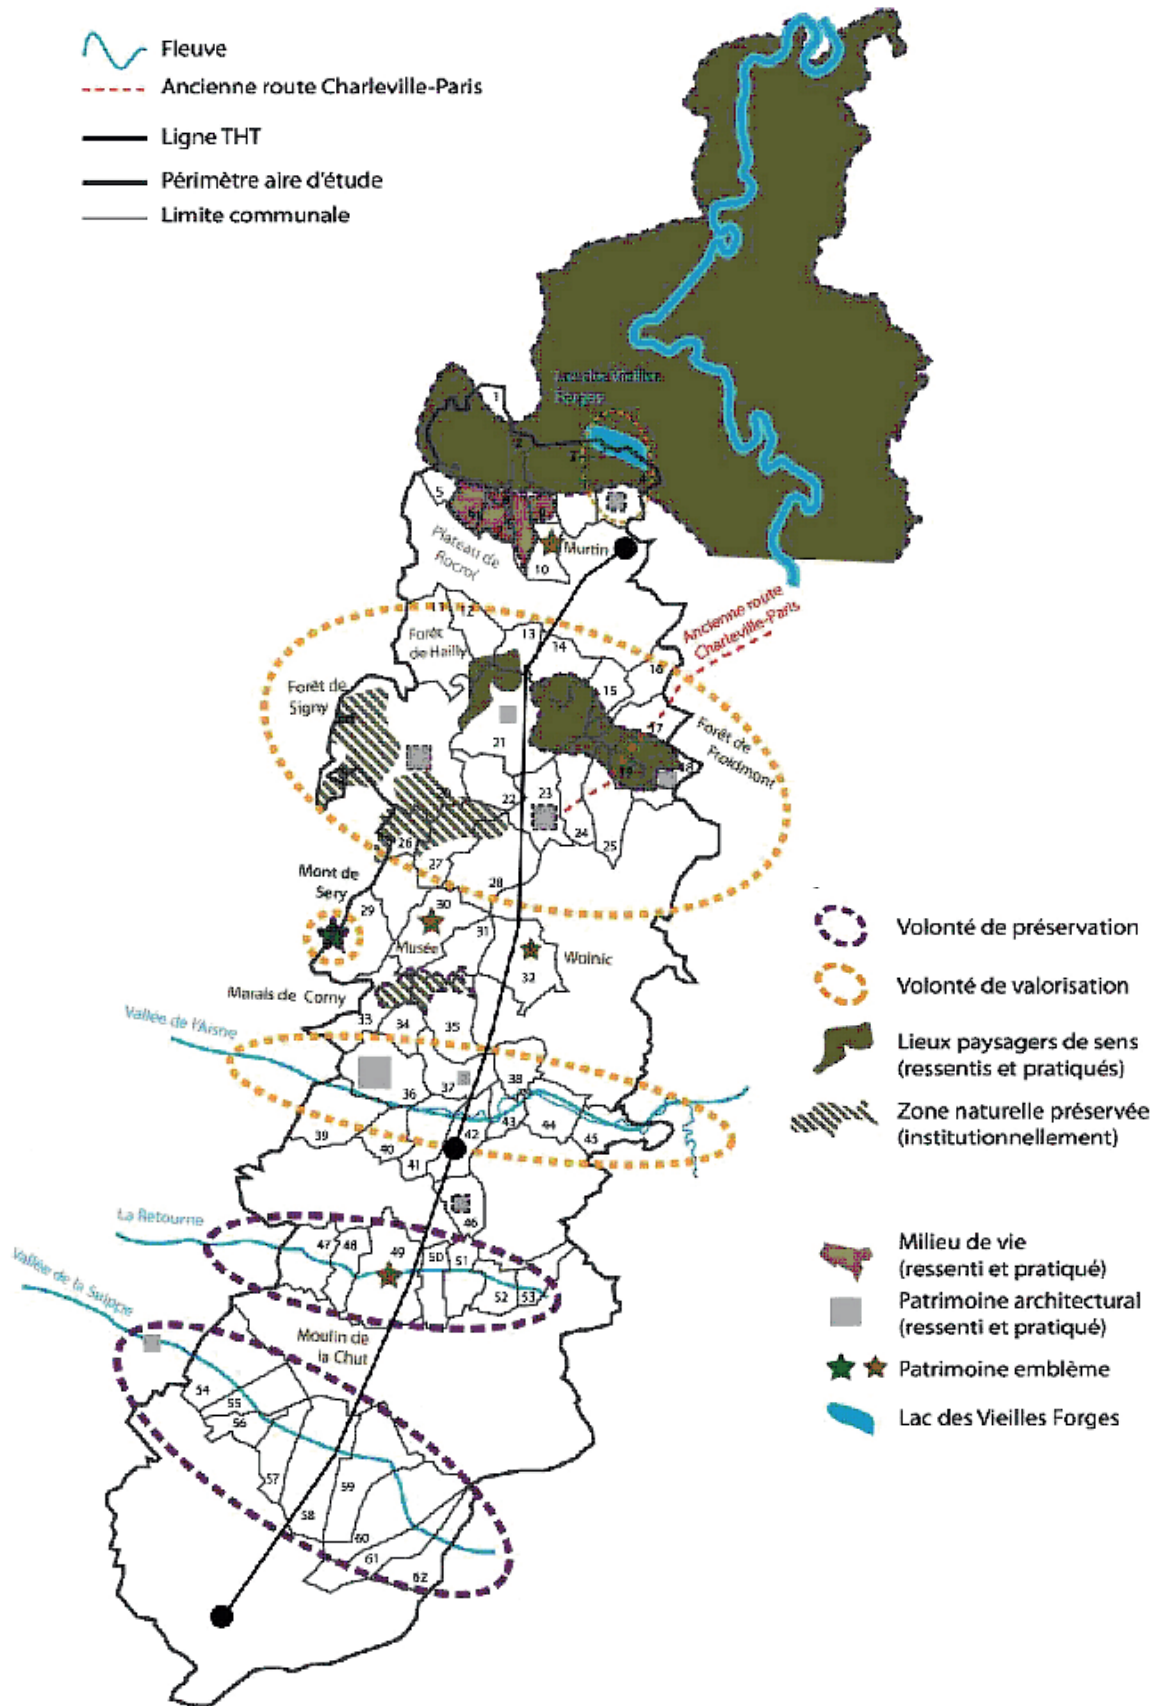 Fleuve
Ancienne route Charleville-Paris
Ligne THT
Périmètre aire d'étude
Limite communale
Forges
1
2
7
5
10
Murtin
Plateau de
Rocroi
Ancienne route
Charleville-Paris
11
12
13
14
15
16
17
18
19
Forêt
de Hailly
Forêt de
Signy
Forêt de
Froidmont
20
21
22
23
24
25
26
27
28
Mont de
Sery
29
30
31
32
Musée
Woinic
Marais de Corny
33
34
35
Vallée de l'Aisne
36
37
38
39
40
41
42
43
44
45
46
La Retourne
47
48
49
50
51
52
53
Vallée de la Suippe
Moulin de
la Chut
54
55
56
57
58
59
60
61
62
Volonté de préservation
Volonté de valorisation
Lieux paysagers de sens
(ressentis et pratiqués)
Zone naturelle préservée
(institutionnellement)
Milieu de vie
(ressenti et pratiqué)
Patrimoine architectural
(ressenti et pratiqué)
Patrimoine emblème
Lac des Vieilles Forges